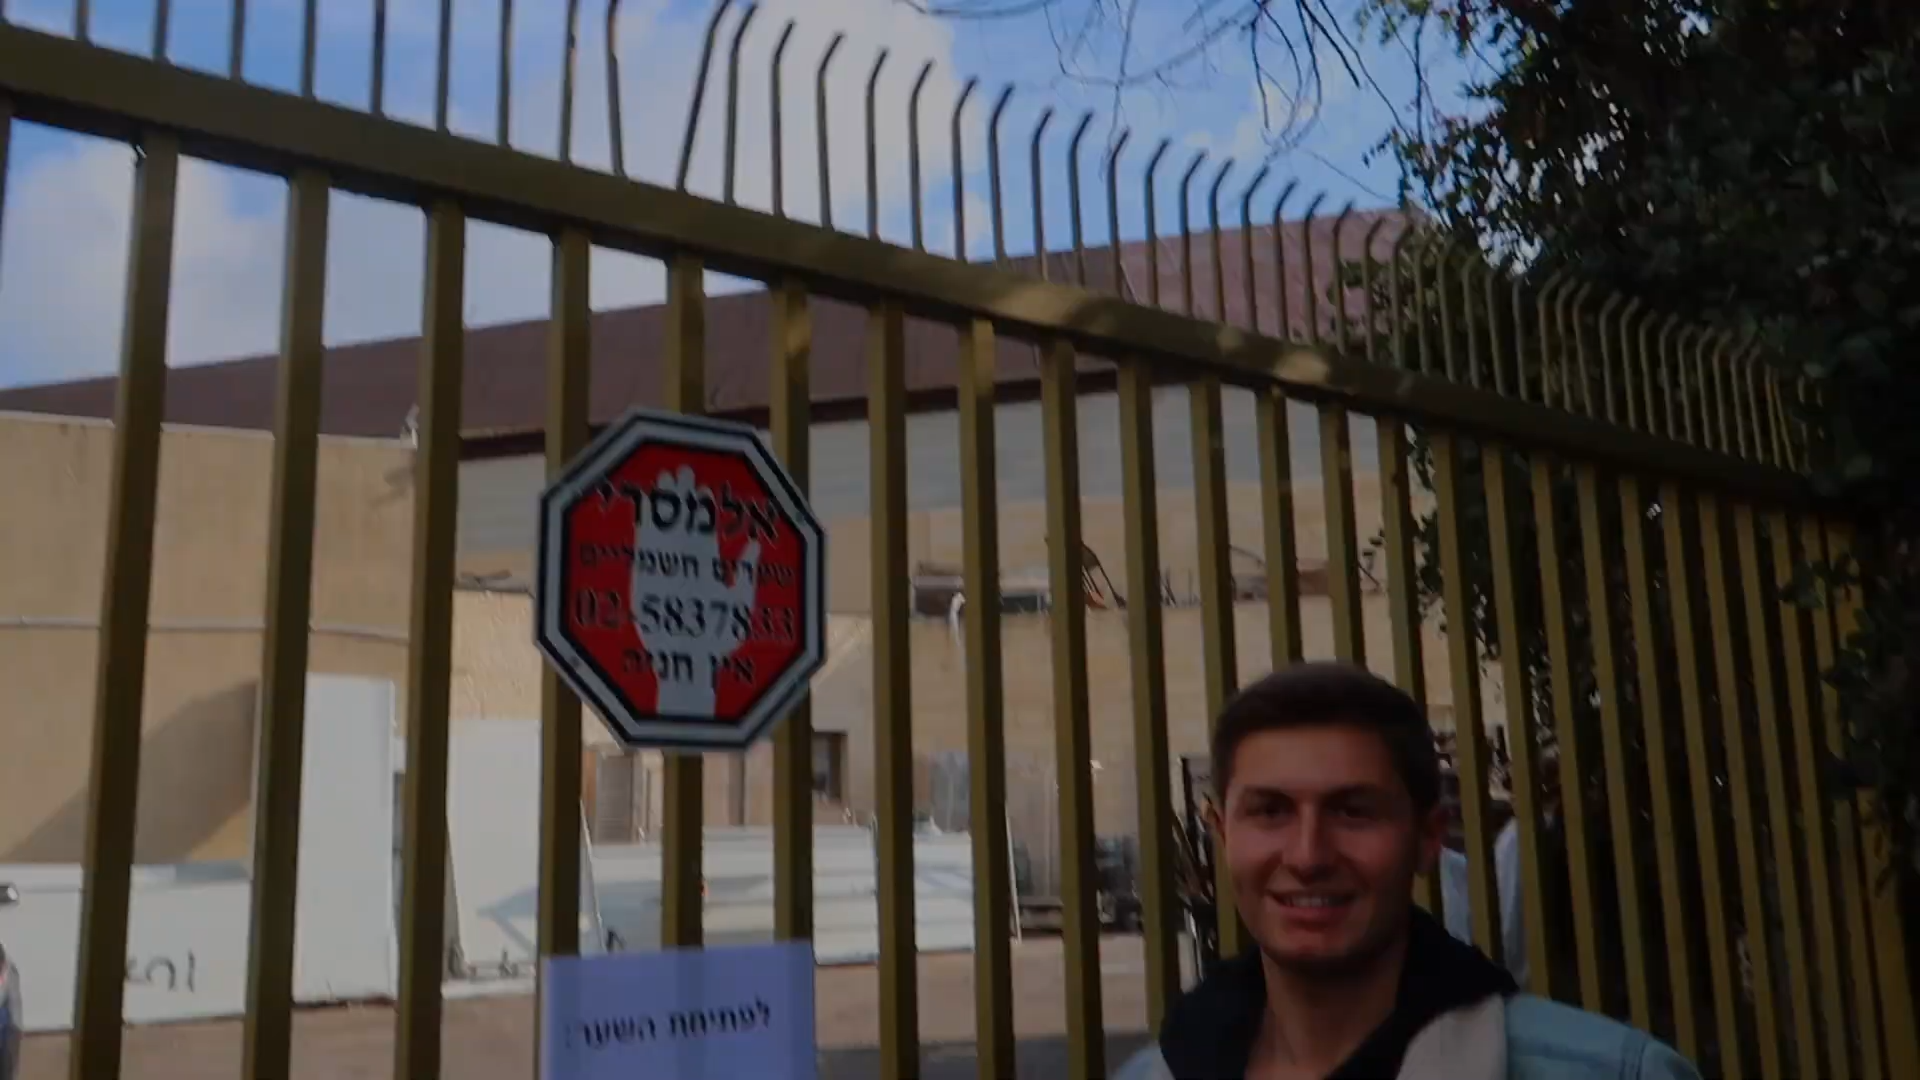 אלמסרי
שערים חשמליים
02-5837833
אין חניה
לפתיחת השער: